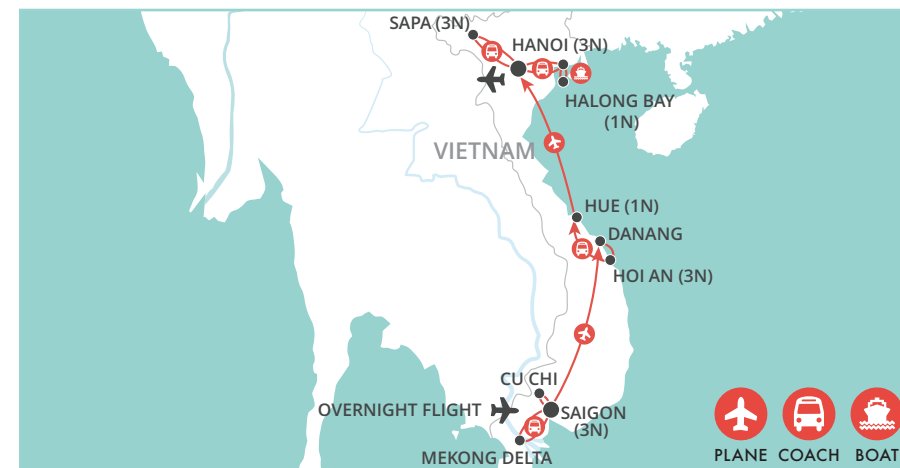 SAPA (3N)
HANOI (3N)
HALONG BAY
(1N)
VIETNAM
HUE (1N)
DANANG
HOI AN (3N)
CU CHI
OVERNIGHT FLIGHT
SAIGON
(3N)
MEKONG DELTA
PLANE COACH BOAT